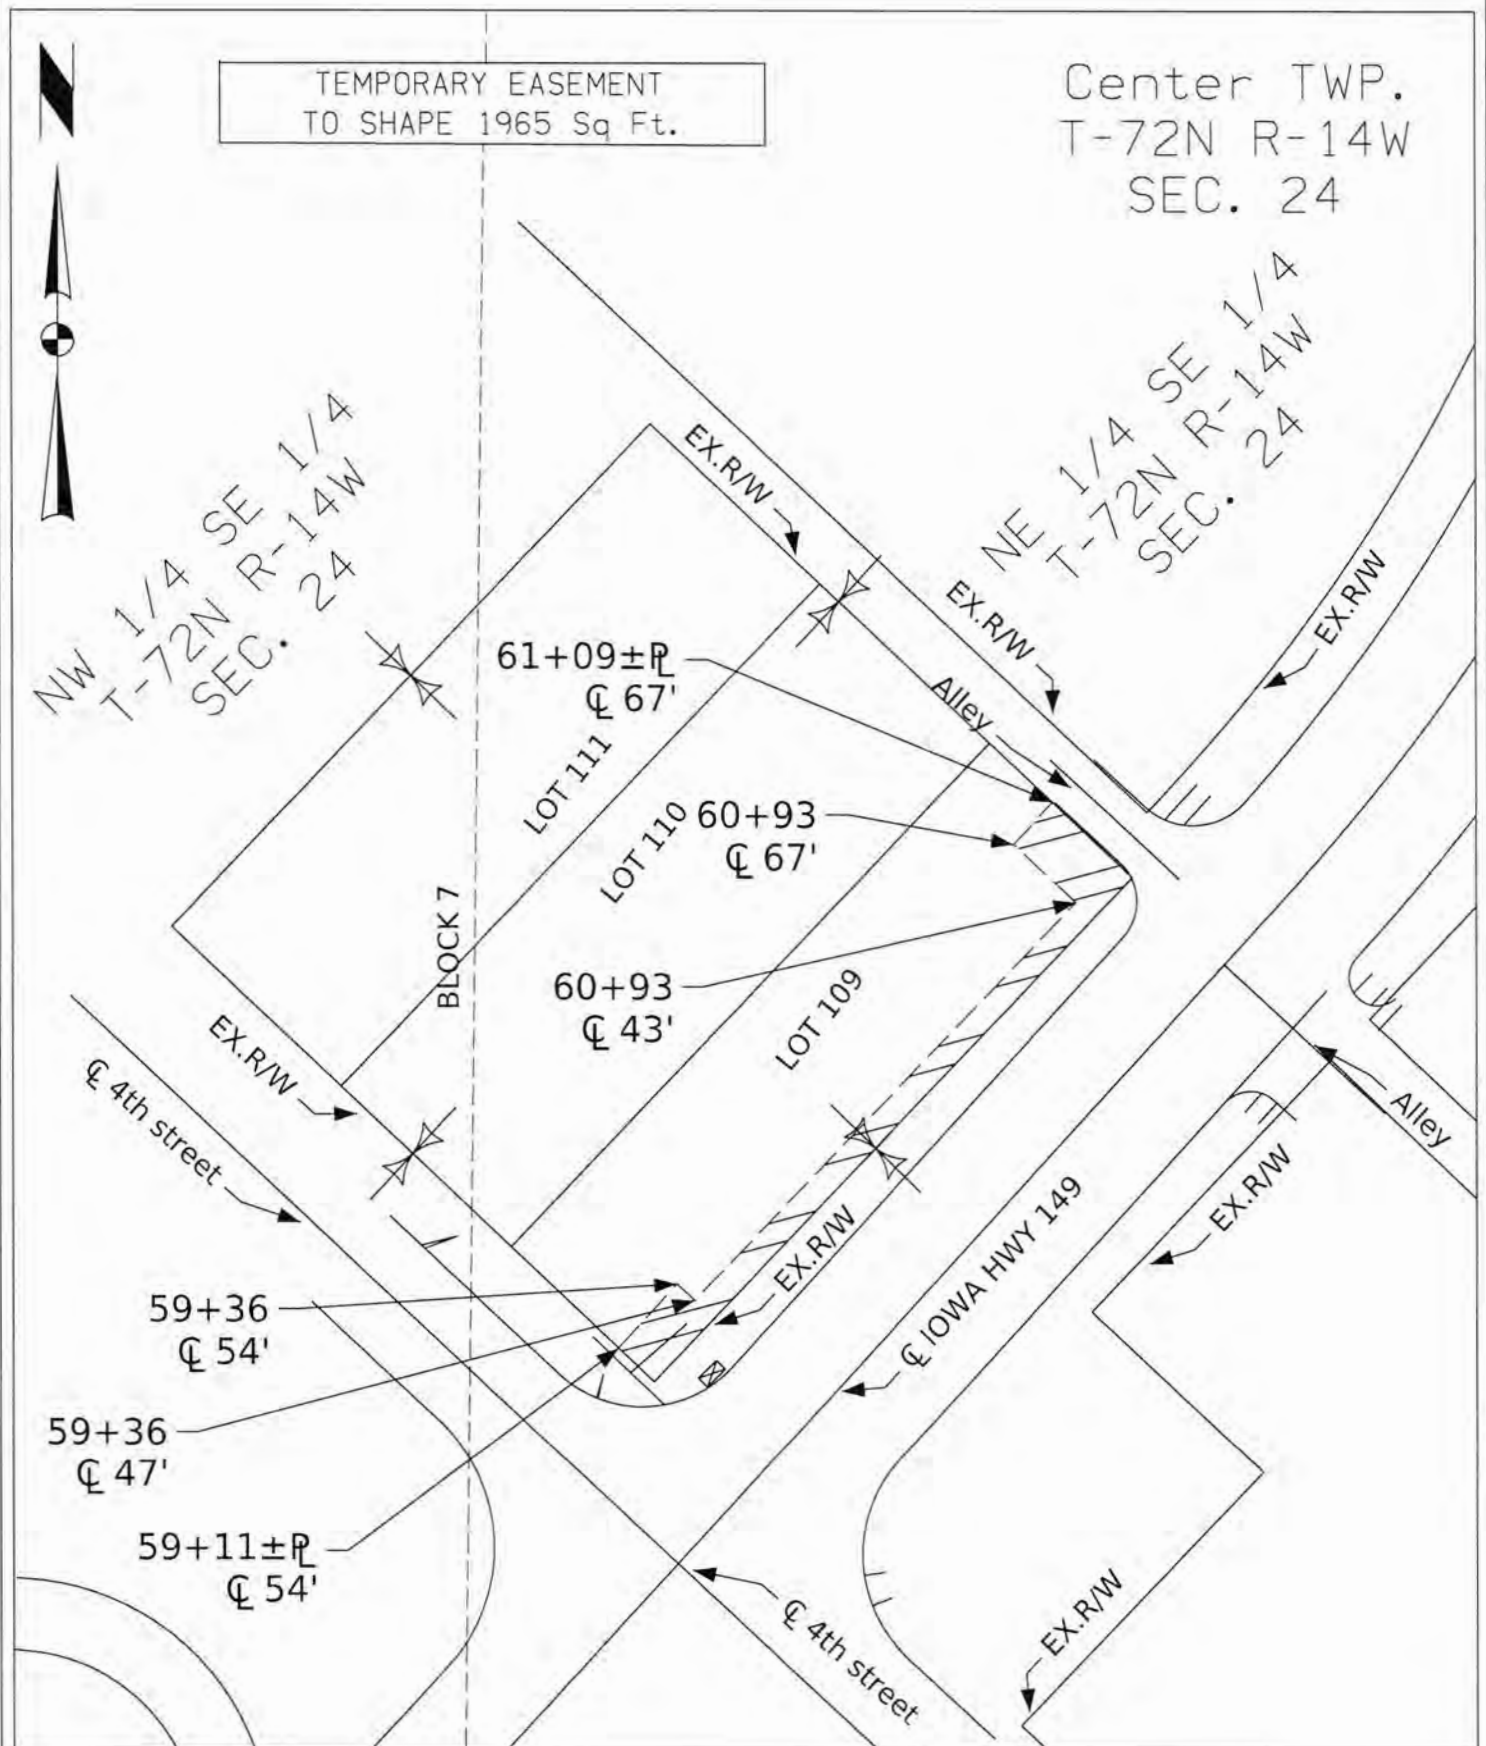 N
TEMPORARY EASEMENT
TO SHAPE 1965 Sq Ft.
Center TWP.
T-72N R-14W
SEC. 24
NW 1/4 SE 1/4
T-72N R-14W
SEC. 24
NE 1/4 SE 1/4
T-72N R-14W
SEC. 24
EX.R/W
EX.R/W
EX.R/W
61+09±℄ 
℄ 67'
Alley
LOT 111
LOT 110
60+93
℄ 67'
BLOCK 7
60+93
℄ 43'
LOT 109
EX.R/W
℄ 4th street
Alley
EX.R/W
EX.R/W
℄ IOWA HWY 149
59+36
℄ 54'
59+36
℄ 47'
59+11±PL
℄ 54'
℄ 4th street
EX.R/W